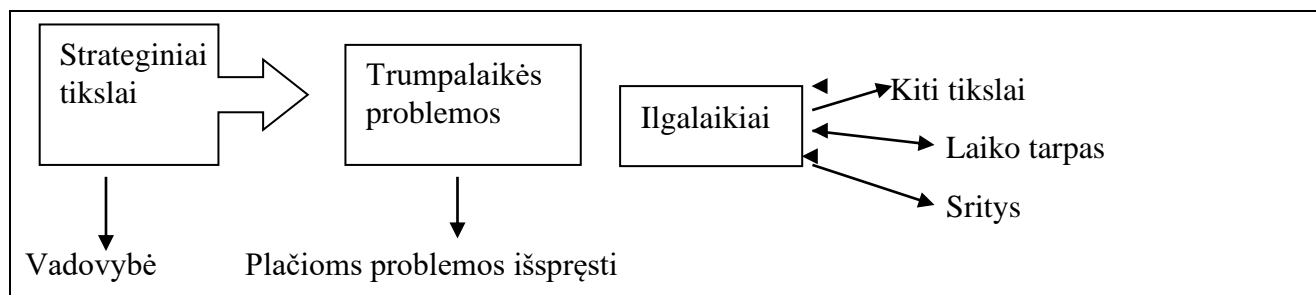 Strateginiai
tikslai
Trumpalaikės
problemos
Ilgalaikiai
Kiti tikslai
Laiko tarpas
Sritys
Vadovybė
Plačioms problemos išspręsti